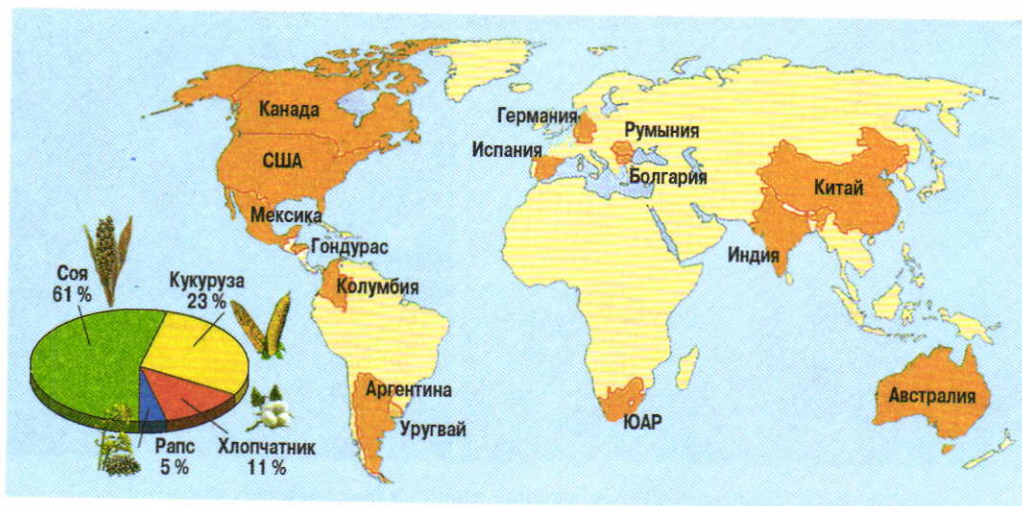 Канада
США
Мексика
Гондурас
Колумбия
Аргентина
Уругвай
Германия
Испания
Румыния
Болгария
Китай
Индия
ЮАР
Австралия
Соя
61 %
Кукуруза
23 %
Рапс
5 %
Хлопчатник
11 %